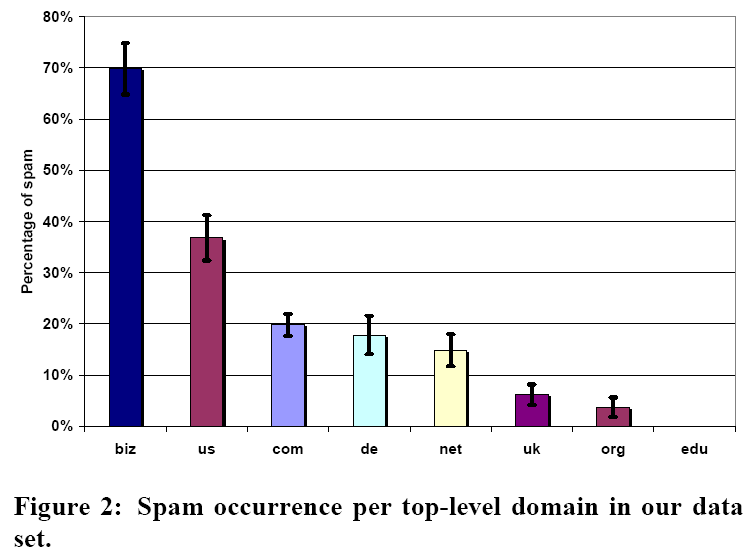 80%
70%
60%
50%
40%
30%
20%
10%
0%
Percentage of spam
biz us com de net uk org edu
Figure 2: Spam occurrence per top-level domain in our data
set.